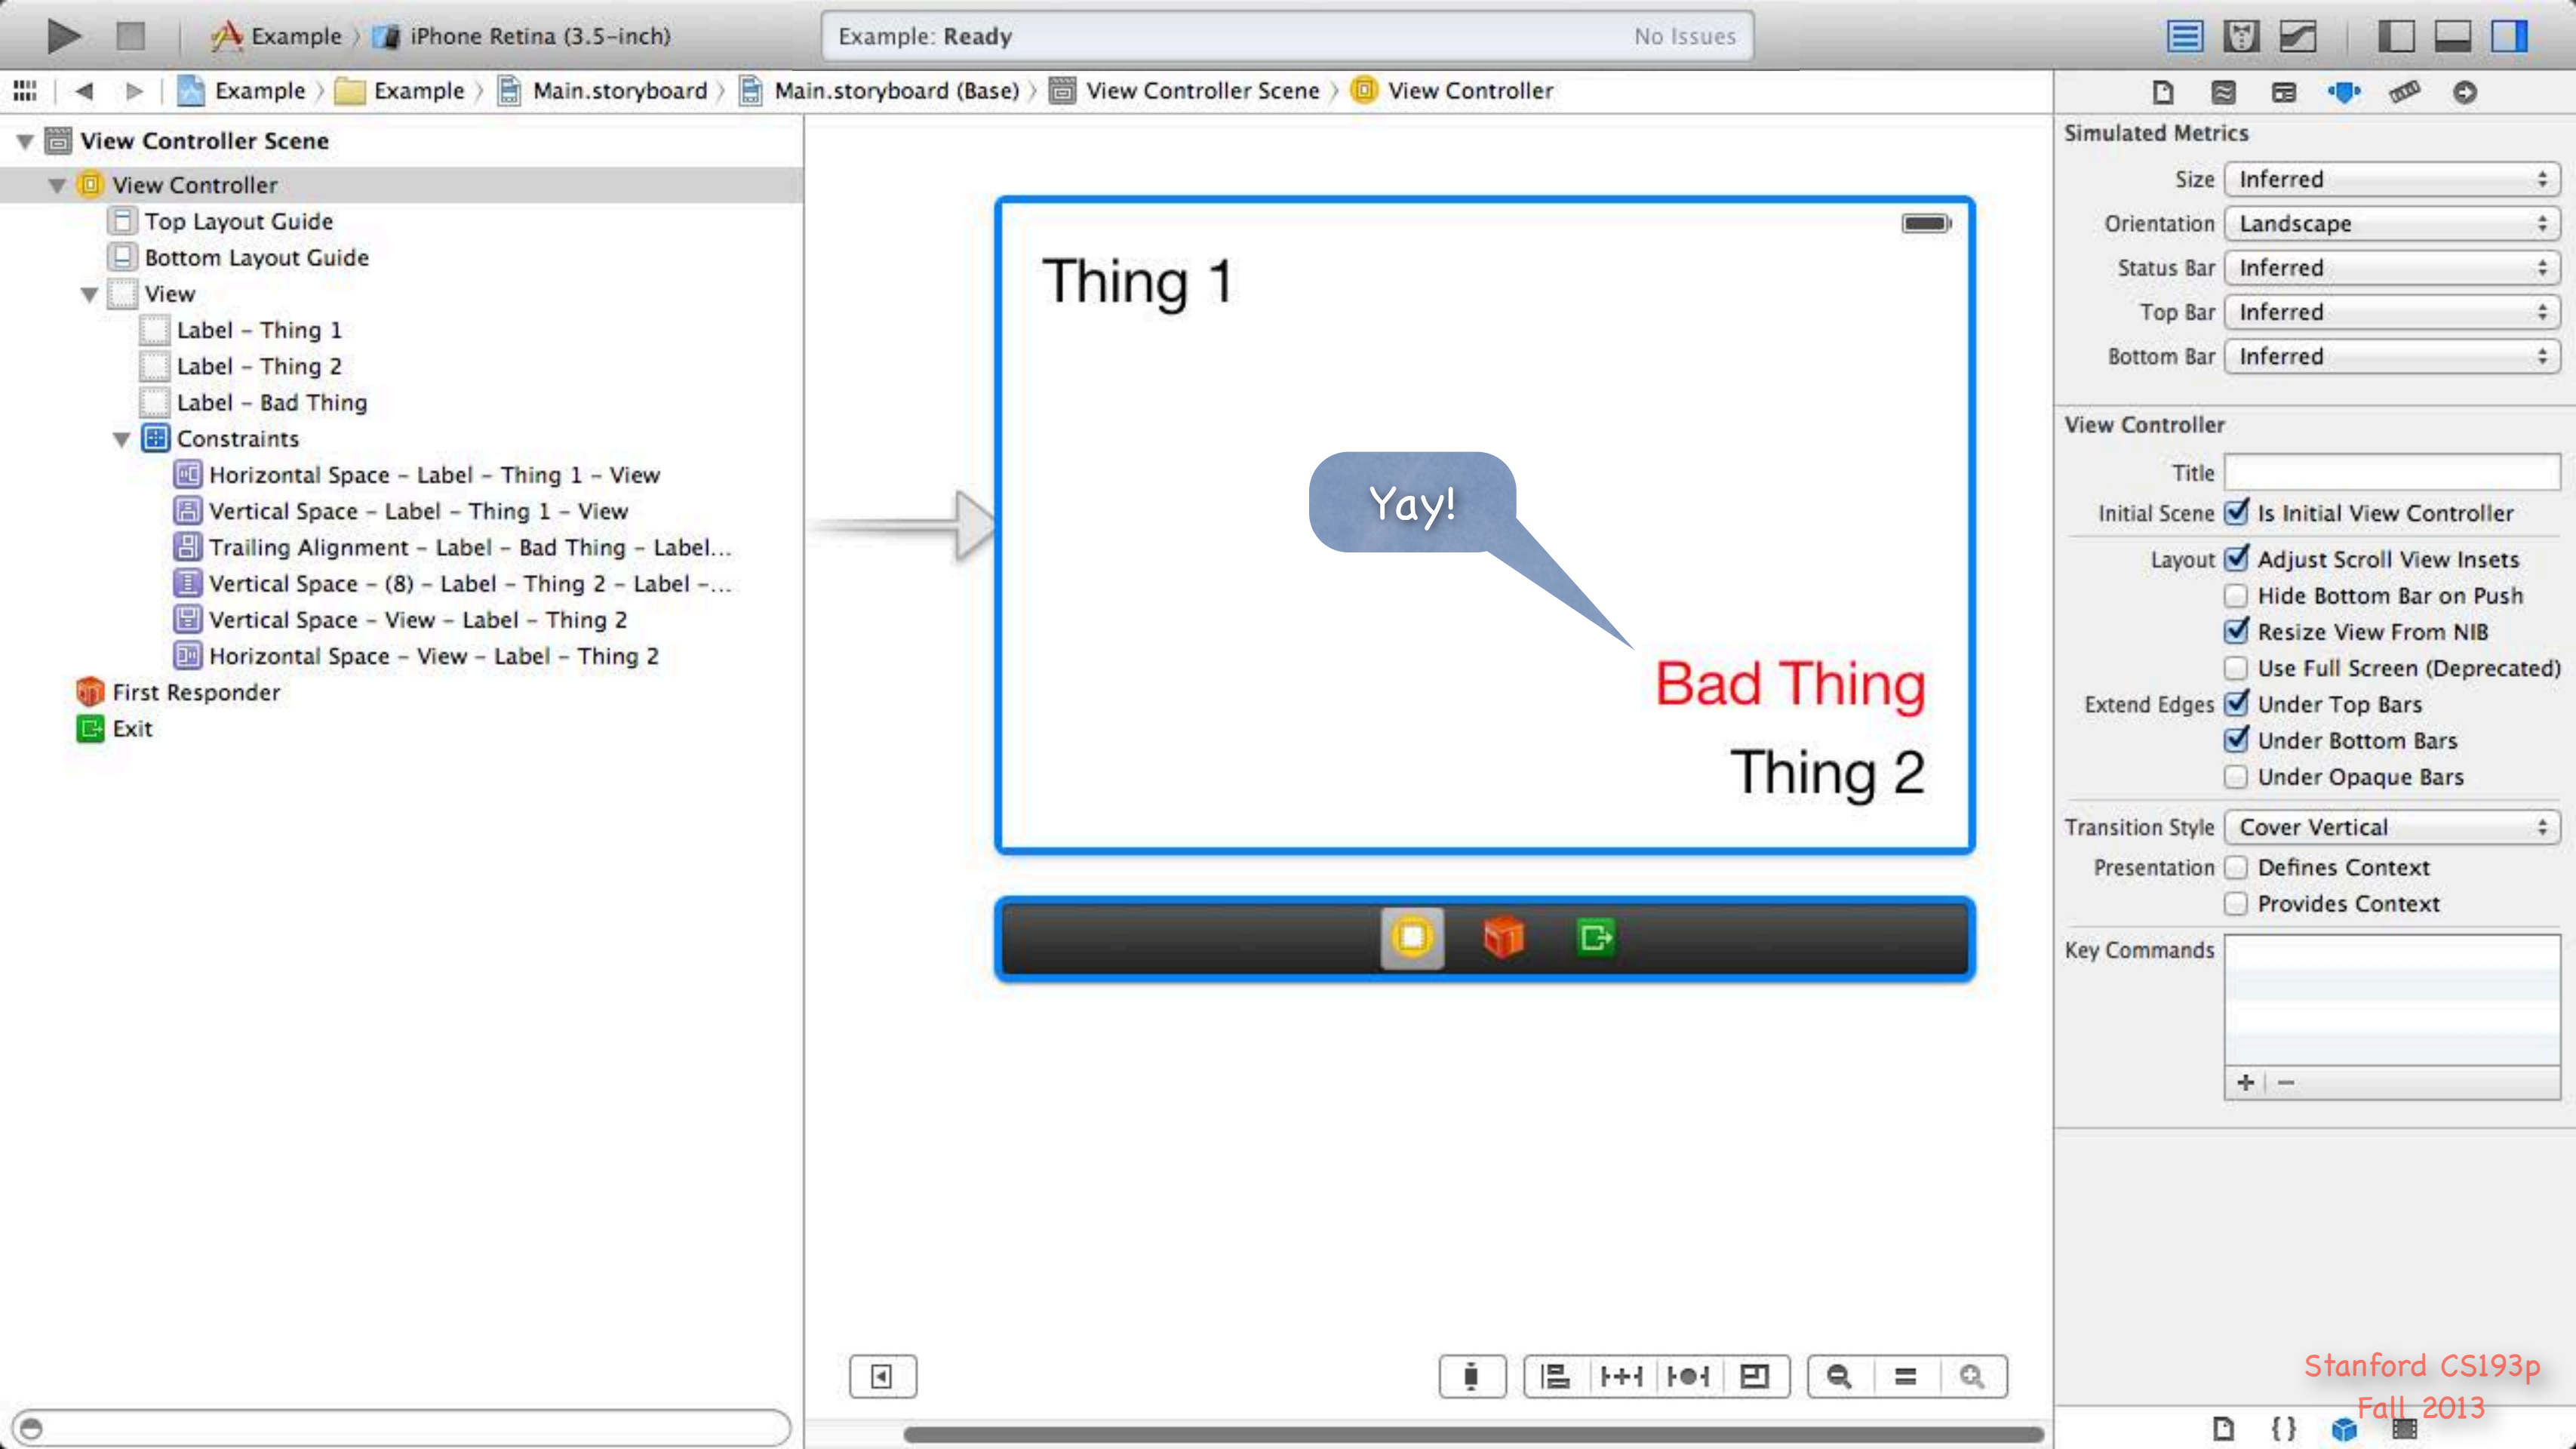 Example 〉 iPhone Retina (3.5-inch)
Example: Ready
No Issues
Example 〉 Example 〉 Main.storyboard 〉 Main.storyboard (Base) 〉 View Controller Scene 〉 View Controller
View Controller Scene
View Controller
Top Layout Guide
Bottom Layout Guide
View
Label – Thing 1
Label – Thing 2
Label – Bad Thing
Constraints
Horizontal Space – Label – Thing 1 – View
Vertical Space – Label – Thing 1 – View
Trailing Alignment – Label – Bad Thing – Label...
Vertical Space – (8) – Label – Thing 2 – Label –...
Vertical Space – View – Label – Thing 2
Horizontal Space – View – Label – Thing 2
First Responder
Exit
Thing 1
Yay!
Bad Thing
Thing 2
Simulated Metrics
Size Inferred
Orientation Landscape
Status Bar Inferred
Top Bar Inferred
Bottom Bar Inferred
View Controller
Title
Initial Scene Is Initial View Controller
Layout Adjust Scroll View Insets
Hide Bottom Bar on Push
Resize View From NIB
Use Full Screen (Deprecated)
Extend Edges Under Top Bars
Under Bottom Bars
Under Opaque Bars
Transition Style Cover Vertical
Presentation Defines Context
Provides Context
Key Commands
Stanford CS193p
Fall 2013